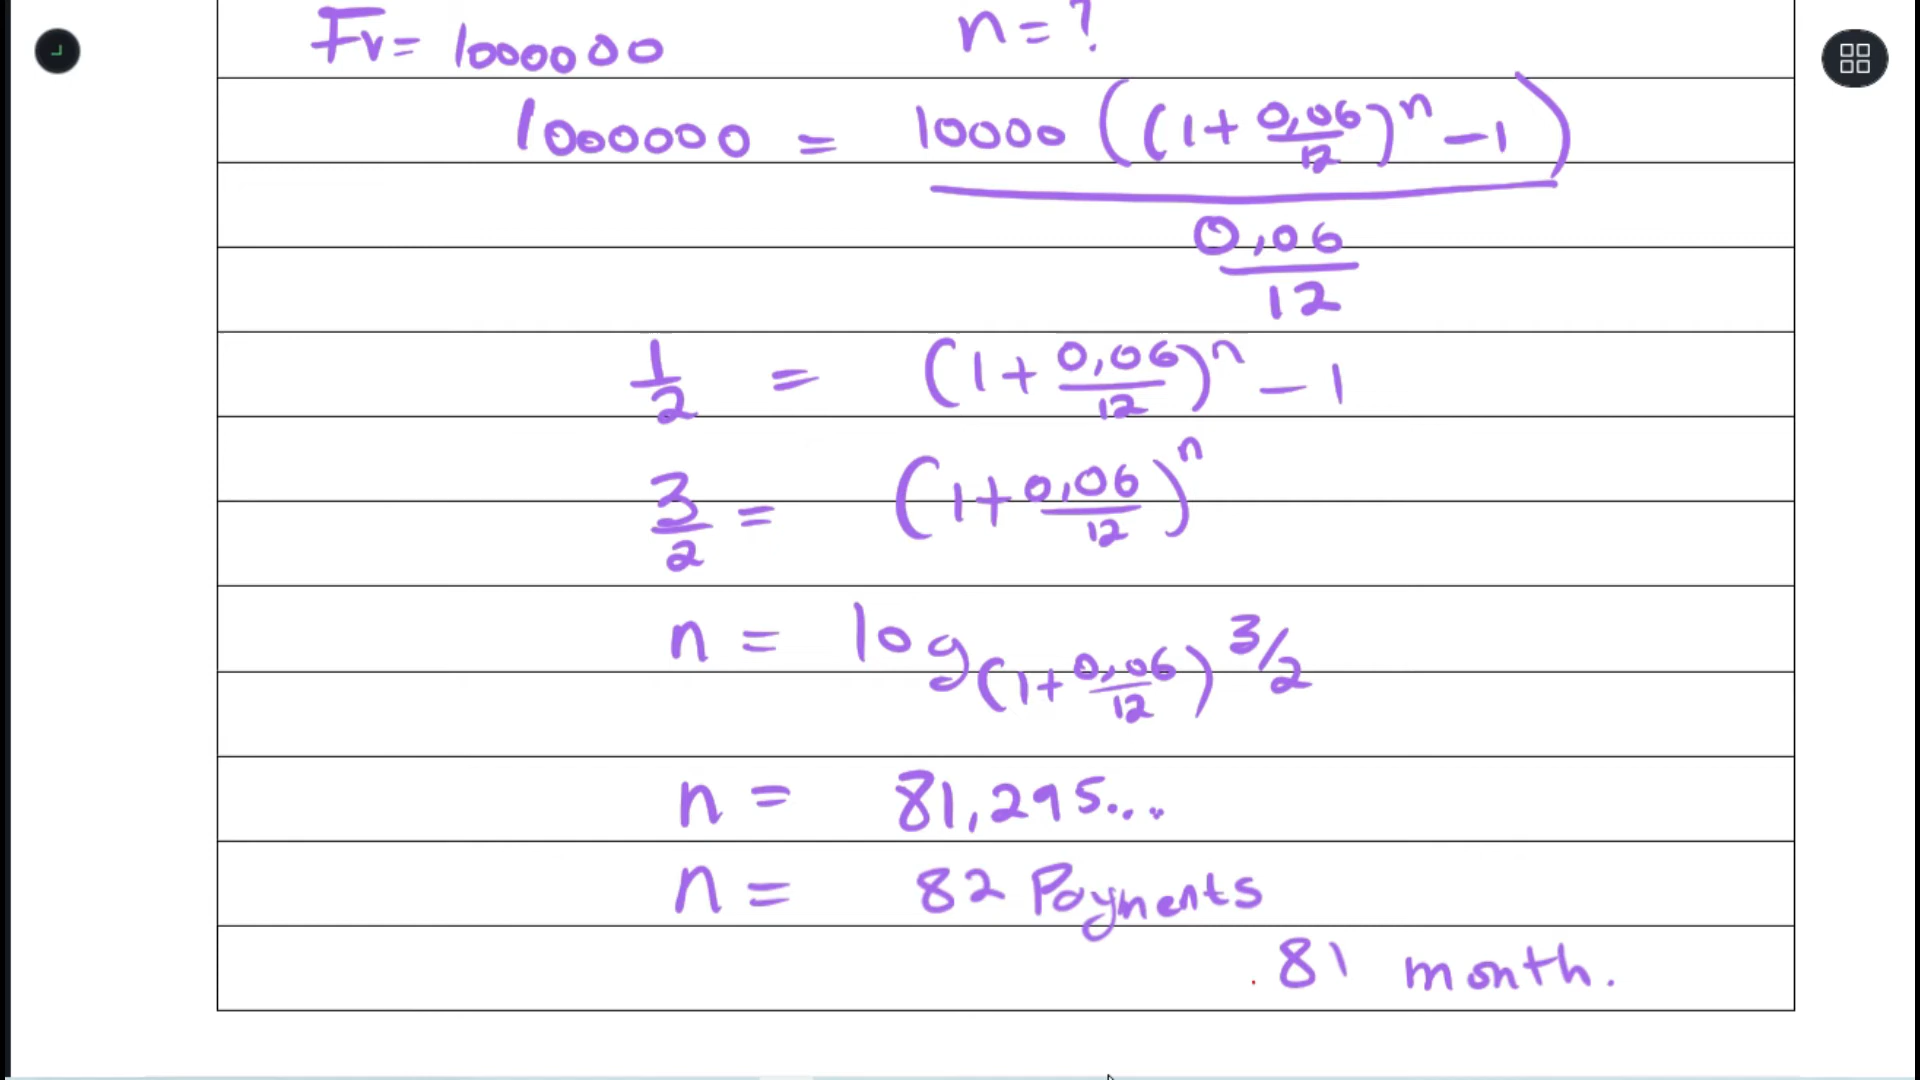 Fv = 1000000 n = ?
1000000 = 10000 ((1 + 0,06/12)^n - 1)
0,06/12
1/2 = (1 + 0,06/12)^n - 1
3/2 = (1 + 0,06/12)^n
n = log (1 + 0,06/12) 3/2
n = 81,295...
n = 82 Payments
81 month.